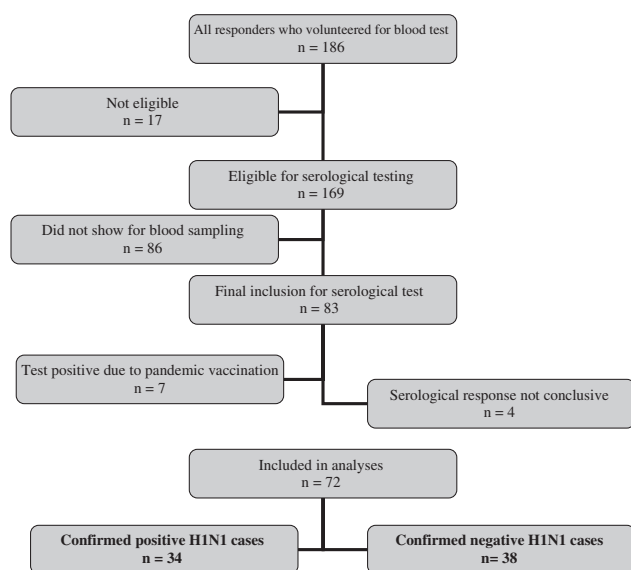 All responders who volunteered for blood test
n = 186
Not eligible
n = 17
Eligible for serological testing
n = 169
Did not show for blood sampling
n = 86
Final inclusion for serological test
n = 83
Test positive due to pandemic vaccination
n = 7
Serological response not conclusive
n = 4
Included in analyses
n = 72
Confirmed positive H1N1 cases
n = 34
Confirmed negative H1N1 cases
n = 38